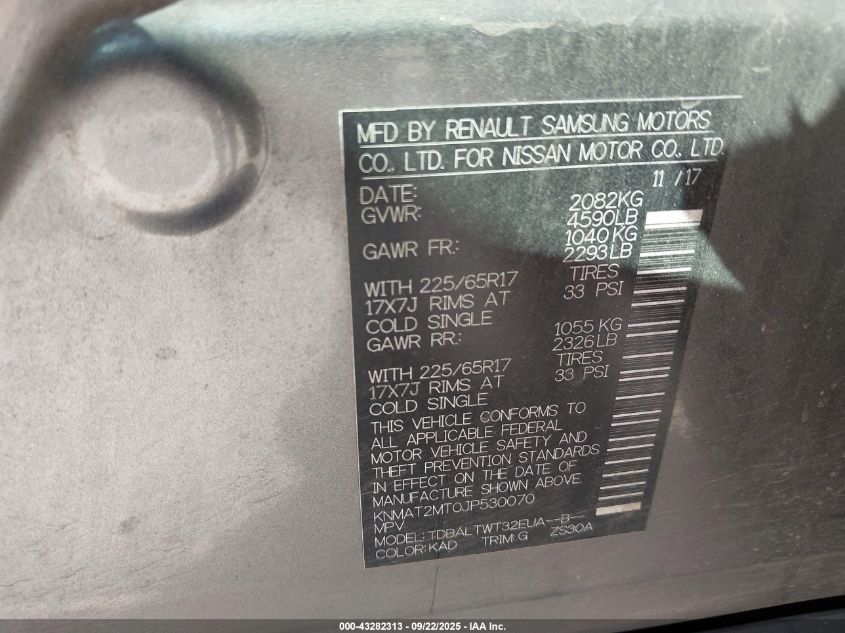 MFD BY RENAULT SAMSUNG MOTORS
CO., LTD. FOR NISSAN MOTOR CO., LTD.
DATE: 11 /17
GVWR: 2082KG
4590LB
GAWR FR: 1040KG
2293LB
WITH 225/65R17 TIRES
17X7J RIMS AT 33 PSI
COLD SINGLE
GAWR RR.: 1055KG
2326LB
WITH 225/65R17 TIRES
17X7J RIMS AT 33 PSI
COLD SINGLE
THIS VEHICLE CONFORMS TO
ALL APPLICABLE FEDERAL
MOTOR VEHICLE SAFETY AND
THEFT PREVENTION STANDARDS
IN EFFECT ON THE DATE OF
MANUFACTURE SHOWN ABOVE.
KNMAT2MT0JP530070
MPV
MODEL: TDBALTWT32EUA--B---
COLOR: KAD TRIM: G ZS30A
000-43282313 - 09/22/2025 - IAA Inc.